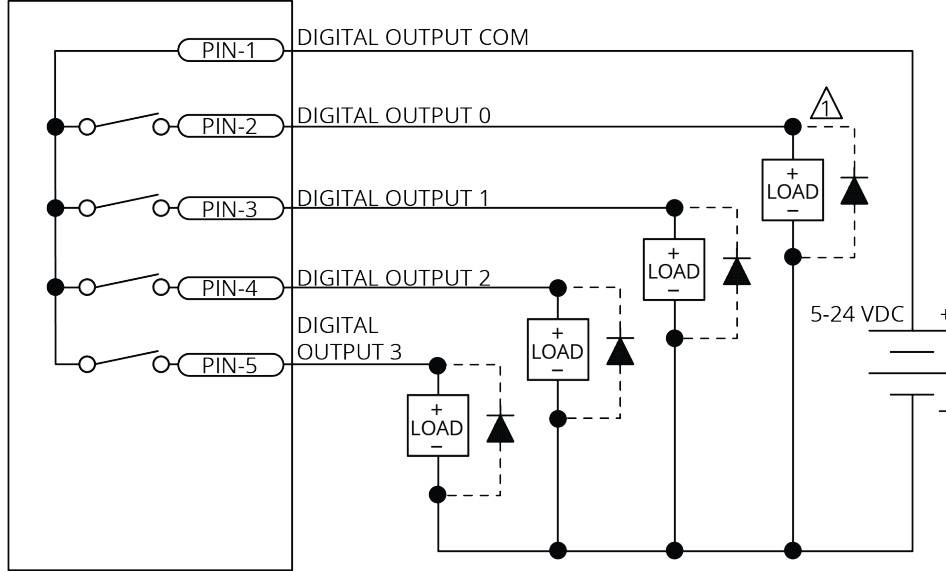 DIGITAL OUTPUT COM
PIN-1
DIGITAL OUTPUT 0
PIN-2
1
+
LOAD
−
DIGITAL OUTPUT 1
PIN-3
+
LOAD
−
DIGITAL OUTPUT 2
PIN-4
+
LOAD
−
5-24 VDC
+
−
DIGITAL
OUTPUT 3
PIN-5
+
LOAD
−